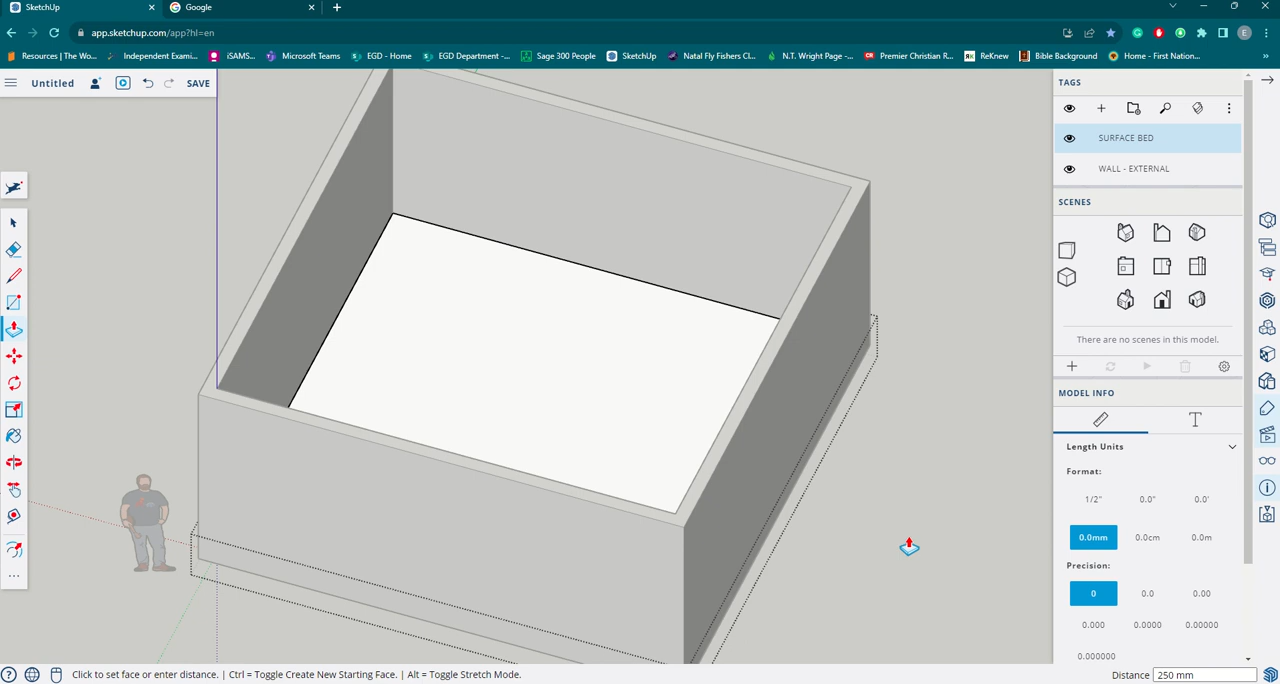 SketchUp
Google
app.sketchup.com/app?hl=en
E
Resources | The Wo...
Independent Exami...
iSAMS...
Microsoft Teams
EGD - Home
EGD Department -...
Sage 300 People
SketchUp
Natal Fly Fishers Cl...
N.T. Wright Page -...
CR
Premier Christian R...
RK
ReKnew
Bible Background
Home - First Nation...
Untitled
SAVE
TAGS
SURFACE BED
WALL - EXTERNAL
SCENES
There are no scenes in this model.
MODEL INFO
Length Units
Format:
1/2" 0.0" 0.0'
0.0mm 0.0cm 0.0m
Precision:
0 0.0 0.00
0.000 0.0000 0.00000
0.000000
Click to set face or enter distance. | Ctrl = Toggle Create New Starting Face. | Alt = Toggle Stretch Mode.
Distance 250 mm